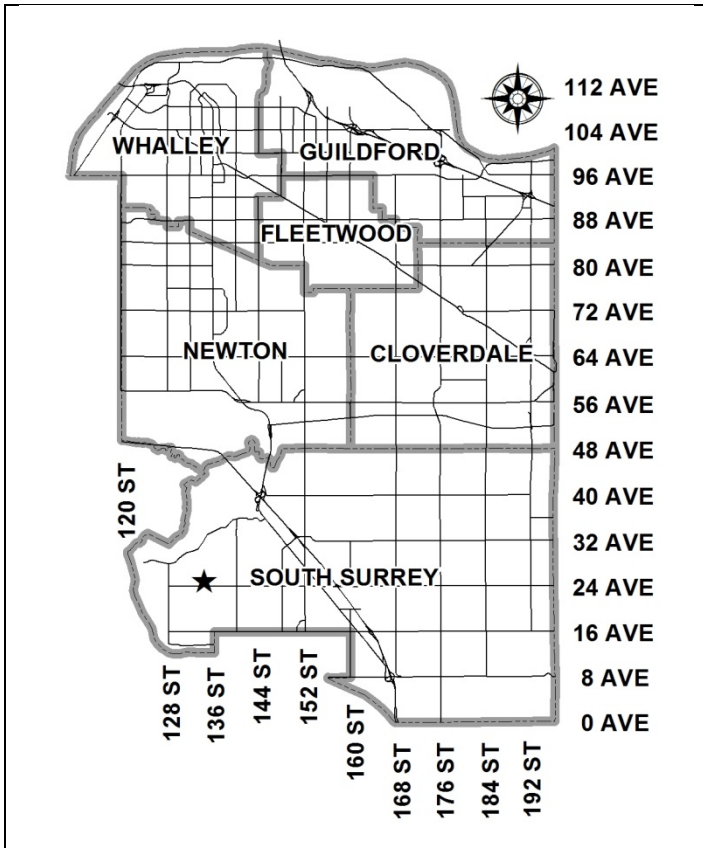 112 AVE
104 AVE
WHALLEY
GUILDFORD
96 AVE
88 AVE
FLEETWOOD
80 AVE
72 AVE
NEWTON
CLOVERDALE
64 AVE
56 AVE
48 AVE
120 ST
40 AVE
32 AVE
SOUTH SURREY
24 AVE
16 AVE
8 AVE
0 AVE
128 ST
136 ST
144 ST
152 ST
160 ST
168 ST
176 ST
184 ST
192 ST